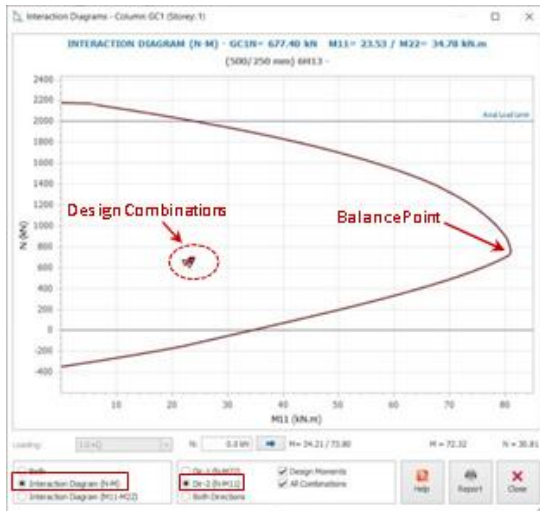 Interaction Diagrams - Column GC1 (Storey: 1)
INTERACTION DIAGRAM (N-M) - GC1N= 677.40 kN M11= 23.53 / M22= 34.78 kN.m
(500/250 mm) 6H13 -
2400
2200
2000
Axial Load Limit
1800
1600
1400
1200
1000
Design Combinations
Balance Point
800
N (kN)
600
400
200
0
-200
-400
10 20 30 40 50 60 70 80
M11 (kN.m)
Loading: N: 0.0 kN M= 34.21 / 73.80 M = 72.32 N = 30.81
Both Dir-1 (N-M22) Design Moments
Interaction Diagram (N-M) Dir-2 (N-M11) All Combinations
Interaction Diagram (M11-M22) Both Directions
Help Report Close